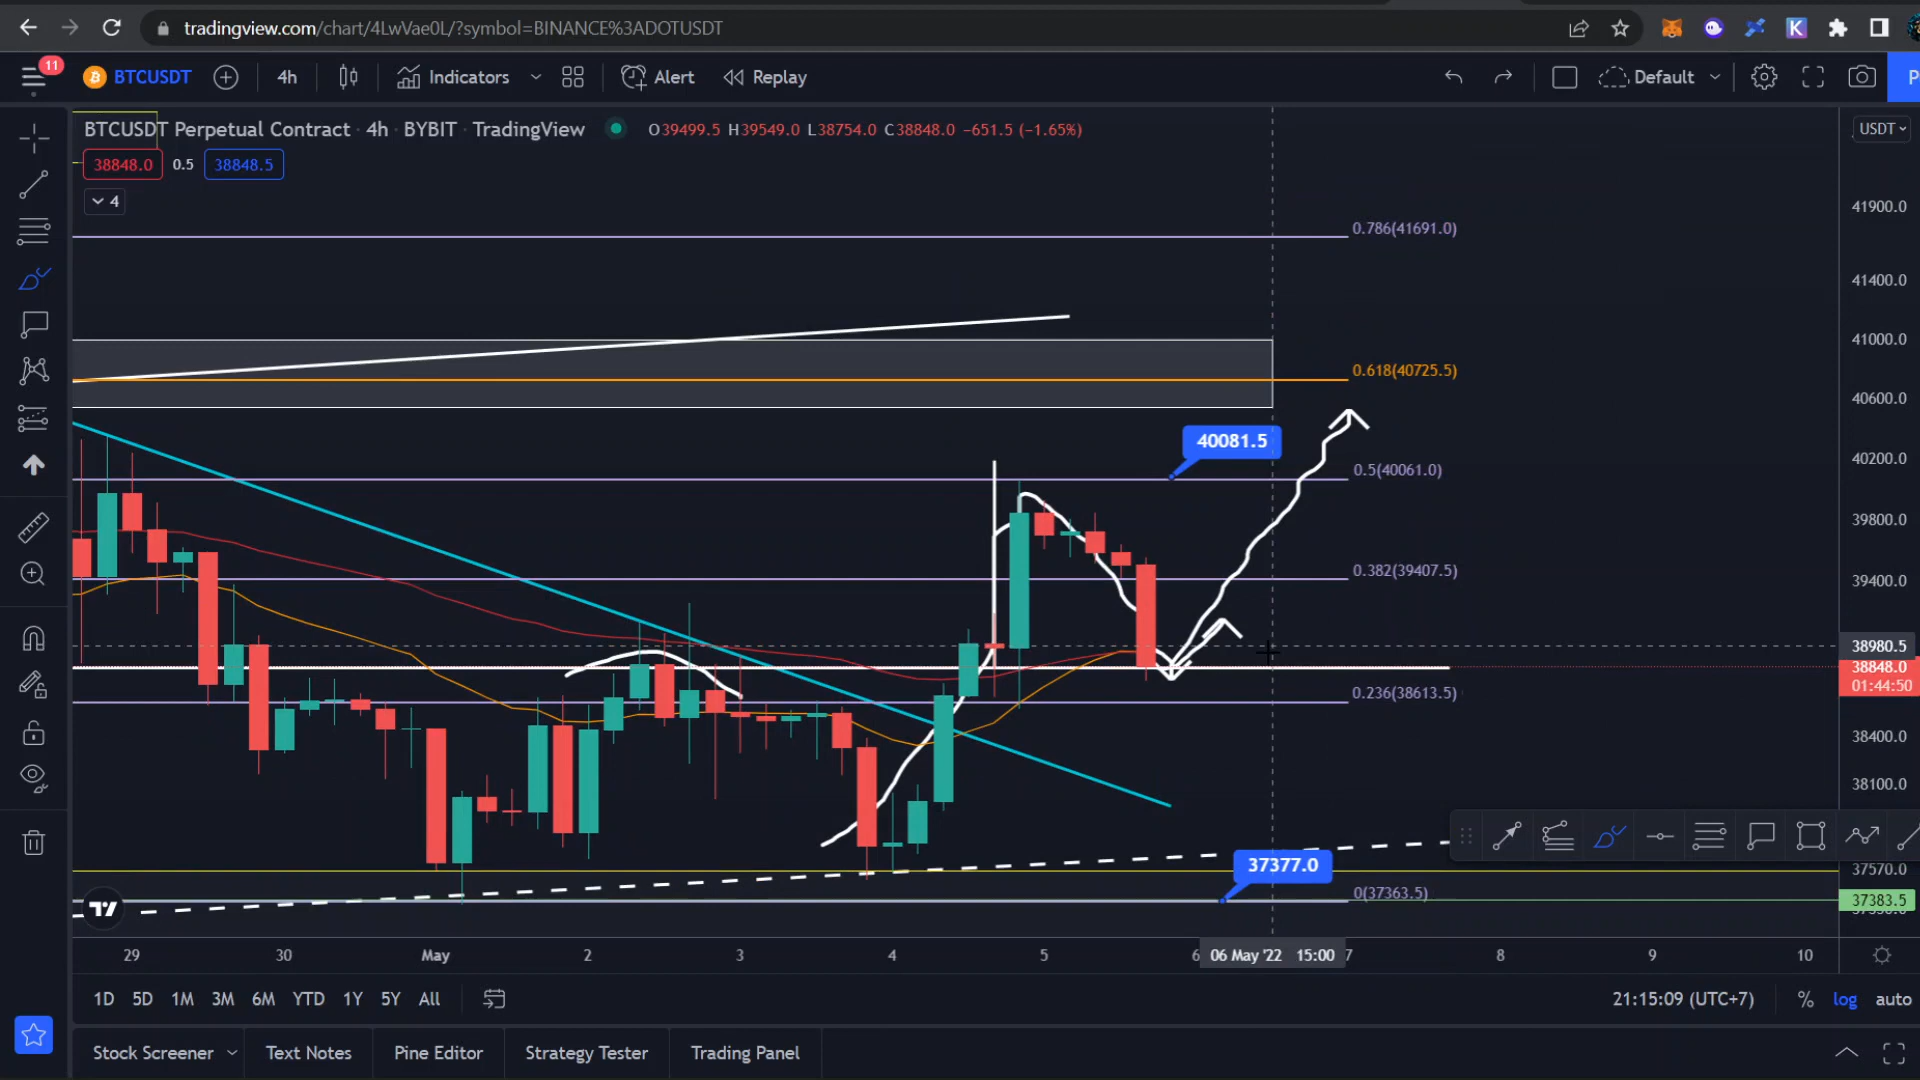 tradingview.com/chart/4LwVae0L/?symbol=BINANCE%3ADOTUSDT
K
11 BTCUSDT 4h Indicators Alert Replay Default
BTCUSDT Perpetual Contract · 4h · BYBIT · TradingView O39499.5 H39549.0 L38754.0 C38848.0 −651.5 (−1.65%)
USDT
38848.0 0.5 38848.5
4
41900.0
0.786(41691.0)
41400.0
41000.0
0.618(40725.5)
40600.0
40081.5
40200.0
0.5(40061.0)
39800.0
0.382(39407.5)
39400.0
38980.5
38848.0
01:44:50
0.236(38613.5)
38400.0
38100.0
37377.0
37570.0
0(37363.5)
37383.5
29 30 May 2 3 4 5 6 06 May '22 15:00 7 8 9 10
1D 5D 1M 3M 6M YTD 1Y 5Y All 21:15:09 (UTC+7) % log auto
Stock Screener Text Notes Pine Editor Strategy Tester Trading Panel